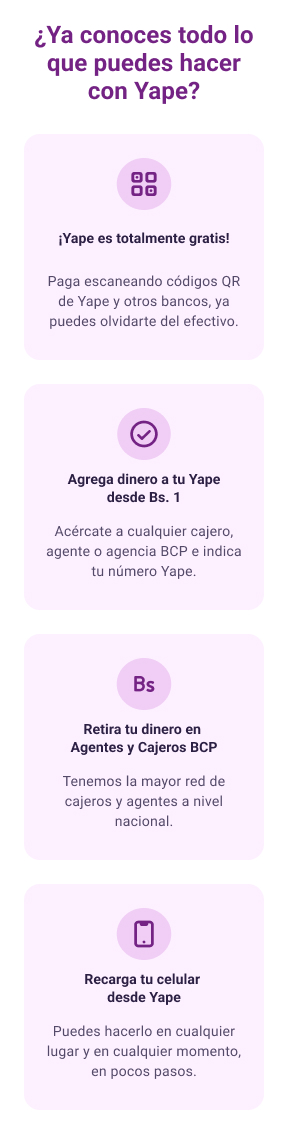 ¿Ya conoces todo lo
que puedes hacer
con Yape?
¡Yape es totalmente gratis!
Paga escaneando códigos QR
de Yape y otros bancos, ya
puedes olvidarte del efectivo.
Agrega dinero a tu Yape
desde Bs. 1
Acércate a cualquier cajero,
agente o agencia BCP e indica
tu número Yape.
Bs
Retira tu dinero en
Agentes y Cajeros BCP
Tenemos la mayor red de
cajeros y agentes a nivel
nacional.
Recarga tu celular
desde Yape
Puedes hacerlo en cualquier
lugar y en cualquier momento,
en pocos pasos.